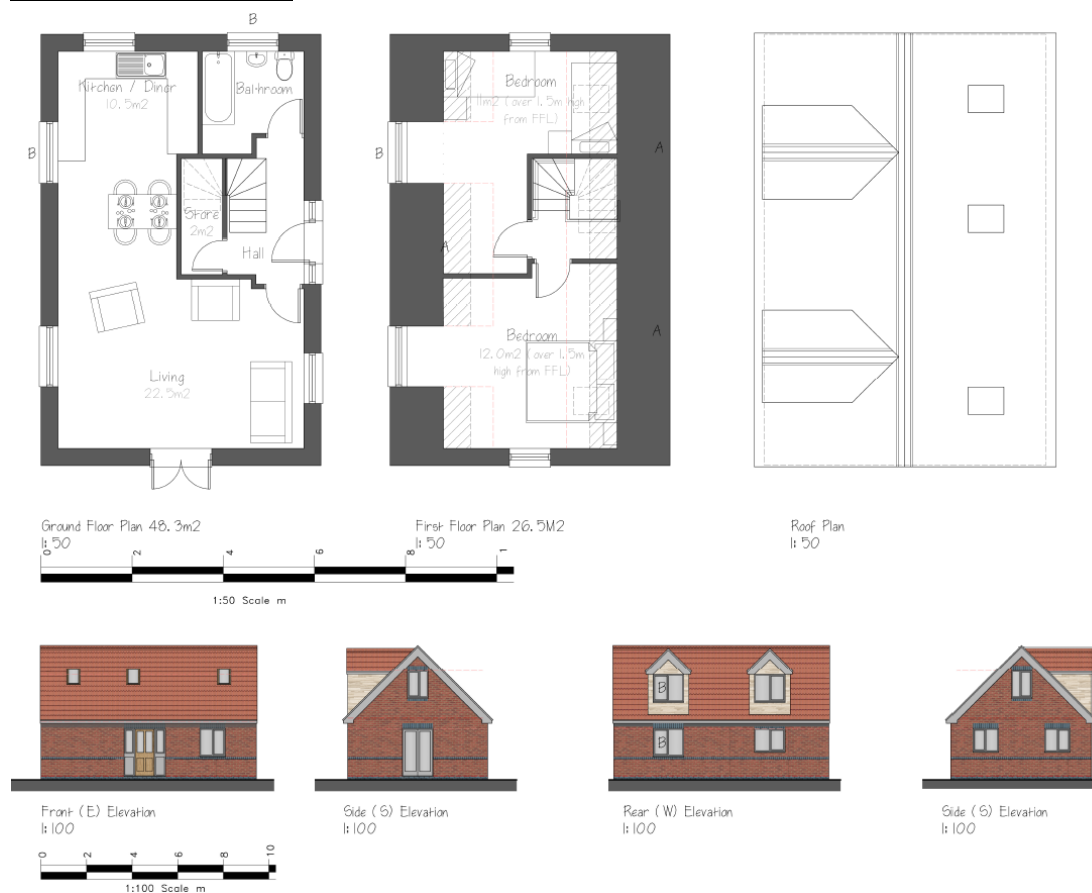 B
Kitchen / Diner
10.5m2
Bathroom
B
Store
2m2
Hall
Living
22.5m2
Bedroom
11m2 (over 1.5m high
from FFL)
B
A
A
Bedroom
12.0m2 (over 1.5m
high from FFL)
A
Ground Floor Plan 48.3m2
1:50
First Floor Plan 26.5M2
1:50
Roof Plan
1:50
0 2 4 6 8 1
1:50 Scale m
B
B
Front (E) Elevation
1:100
Side (S) Elevation
1:100
Rear (W) Elevation
1:100
Side (S) Elevation
1:100
0 2 4 6 8 10
1:100 Scale m